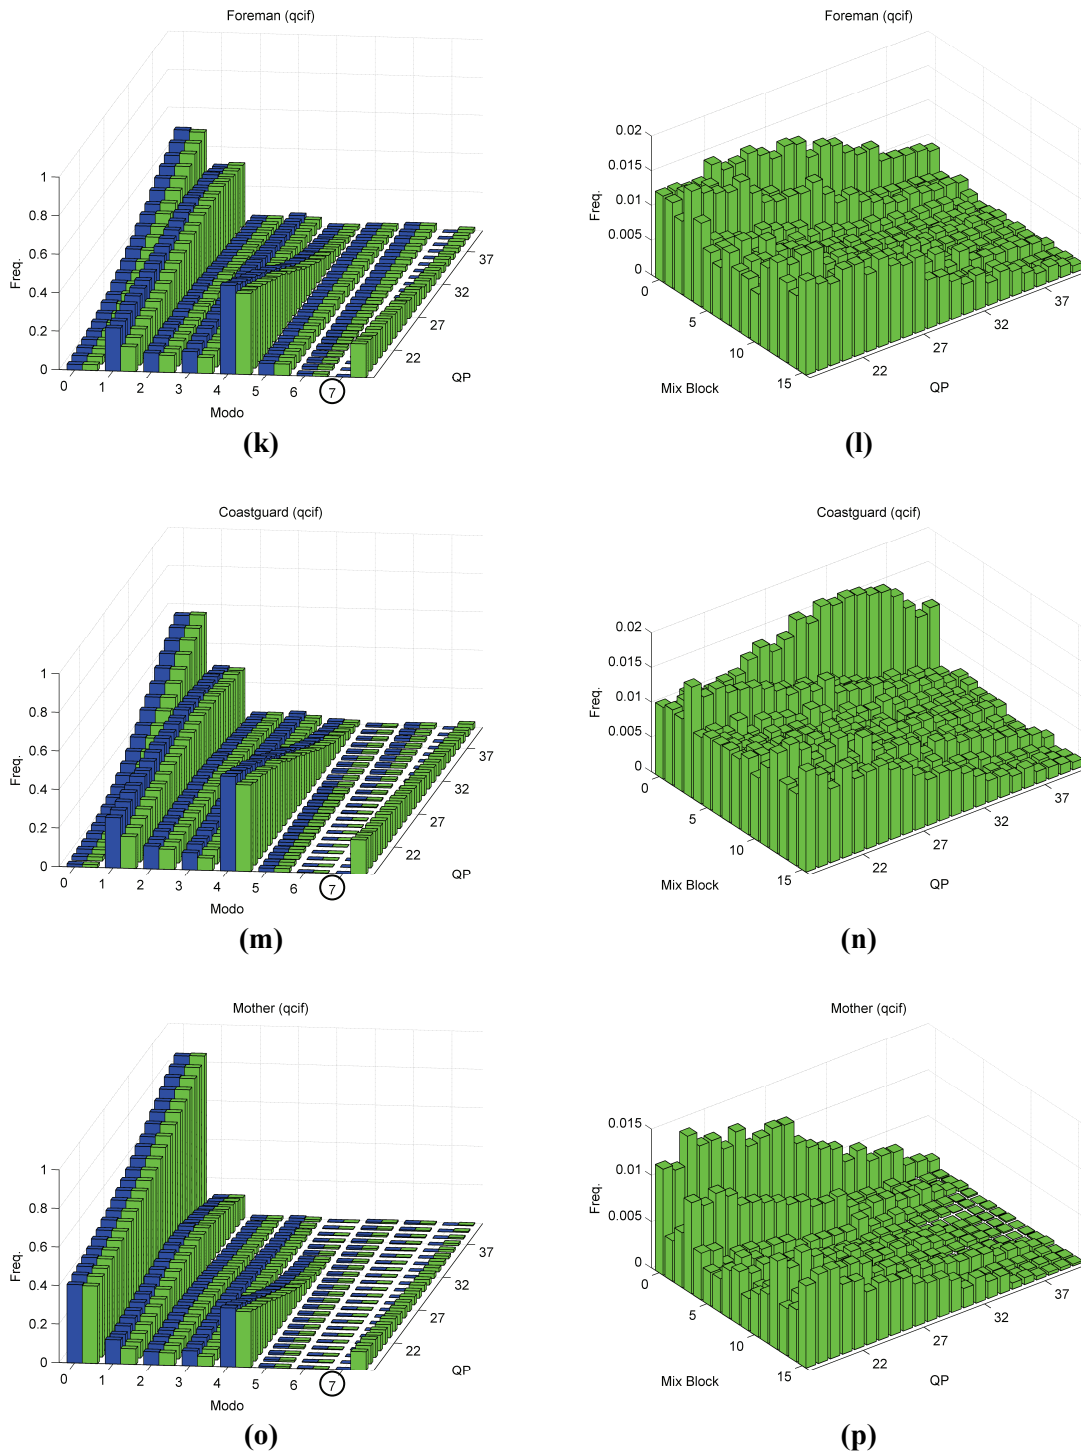 Foreman (qcif)
1
0.8
0.6
0.4
0.2
0
Freq.
0 1 2 3 4 5 6 7
Modo
22 27 32 37
QP
(k)
Foreman (qcif)
0.02
0.015
0.01
0.005
0
Freq.
0 5 10 15
Mix Block
22 27 32 37
QP
(l)
Coastguard (qcif)
1
0.8
0.6
0.4
0.2
0
Freq.
0 1 2 3 4 5 6 7
Modo
22 27 32 37
QP
(m)
Coastguard (qcif)
0.02
0.015
0.01
0.005
0
Freq.
0 5 10 15
Mix Block
22 27 32 37
QP
(n)
Mother (qcif)
1
0.8
0.6
0.4
0.2
0
Freq.
0 1 2 3 4 5 6 7
Modo
22 27 32 37
QP
(o)
Mother (qcif)
0.015
0.01
0.005
0
Freq.
0 5 10 15
Mix Block
22 27 32 37
QP
(p)